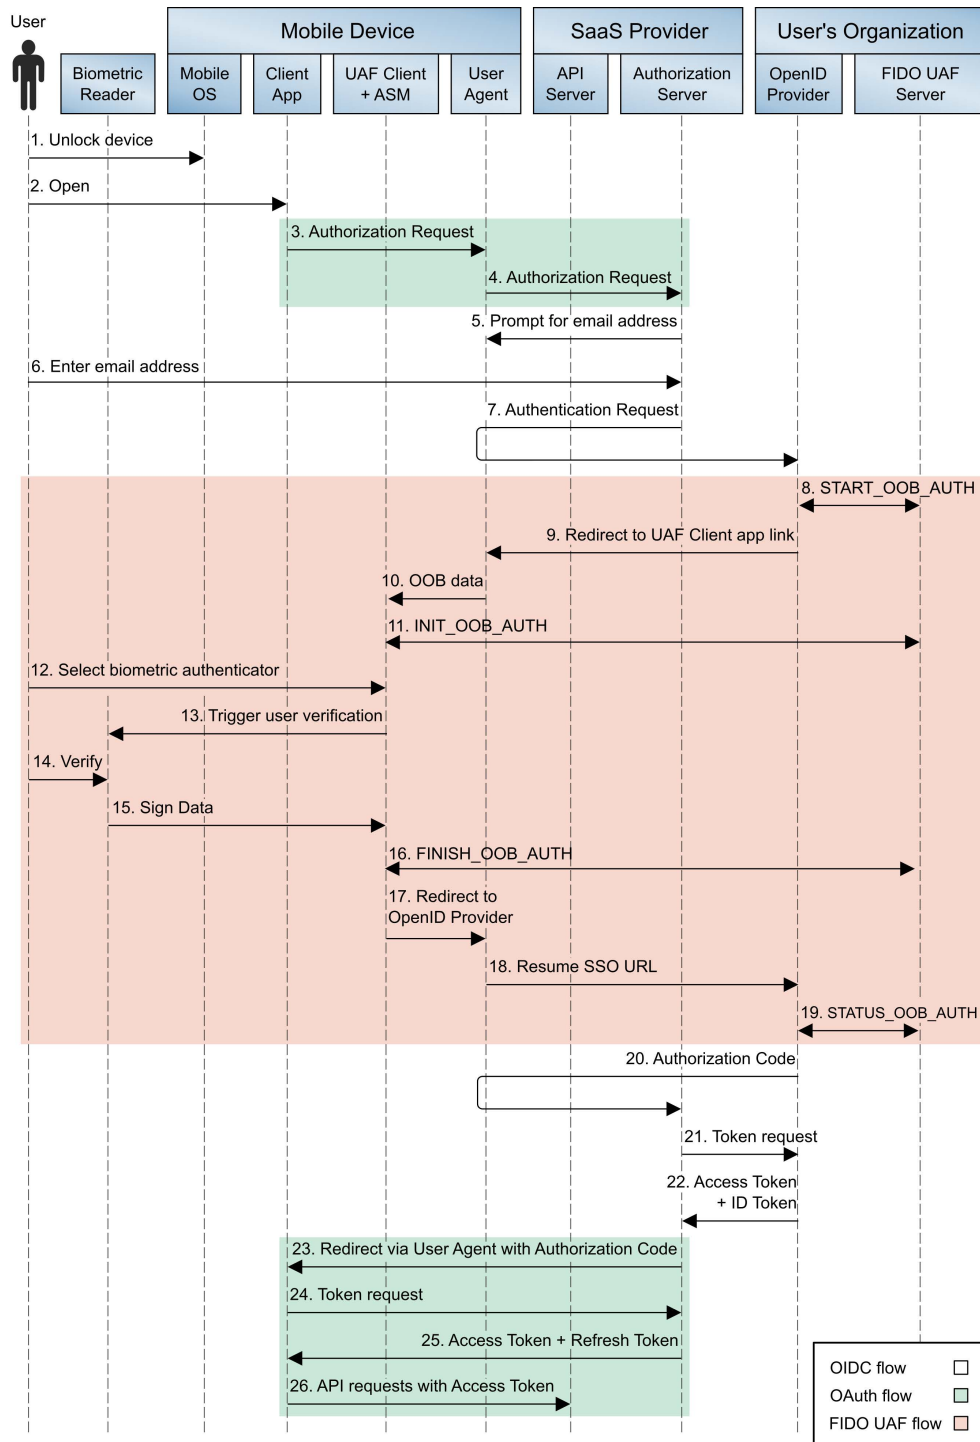 User
Mobile Device
SaaS Provider
User's Organization
Biometric
Reader
Mobile
OS
Client
App
UAF Client
+ ASM
User
Agent
API
Server
Authorization
Server
OpenID
Provider
FIDO UAF
Server
1. Unlock device
2. Open
3. Authorization Request
4. Authorization Request
5. Prompt for email address
6. Enter email address
7. Authentication Request
8. START_OOB_AUTH
9. Redirect to UAF Client app link
10. OOB data
11. INIT_OOB_AUTH
12. Select biometric authenticator
13. Trigger user verification
14. Verify
15. Sign Data
16. FINISH_OOB_AUTH
17. Redirect to
OpenID Provider
18. Resume SSO URL
19. STATUS_OOB_AUTH
20. Authorization Code
21. Token request
22. Access Token
+ ID Token
23. Redirect via User Agent with Authorization Code
24. Token request
25. Access Token + Refresh Token
26. API requests with Access Token
OIDC flow
OAuth flow
FIDO UAF flow